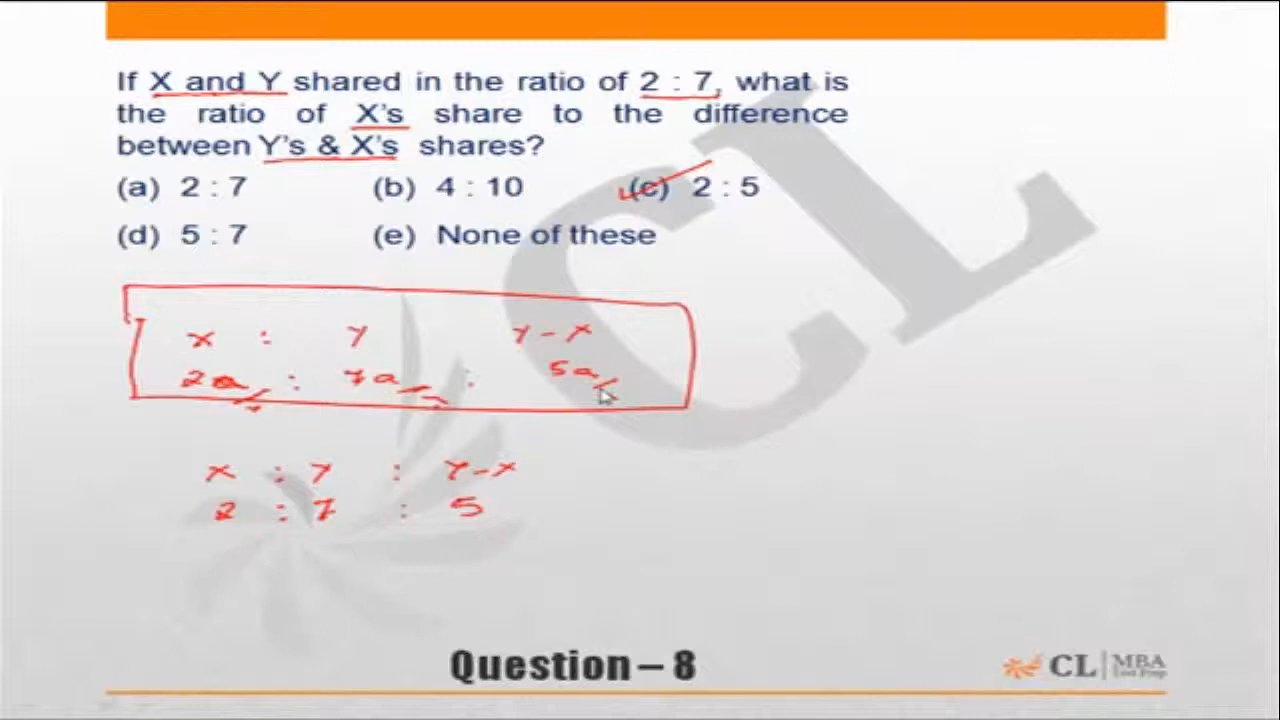 If X and Y shared in the ratio of 2 : 7, what is
the ratio of X's share to the difference
between Y's & X's shares?
(a) 2 : 7 (b) 4 : 10 (c) 2 : 5
(d) 5 : 7 (e) None of these
x : y y - x
2a : 7a : 5a
x : y : y - x
2 : 7 : 5
CL
Question – 8
CL MBA
Test Prep